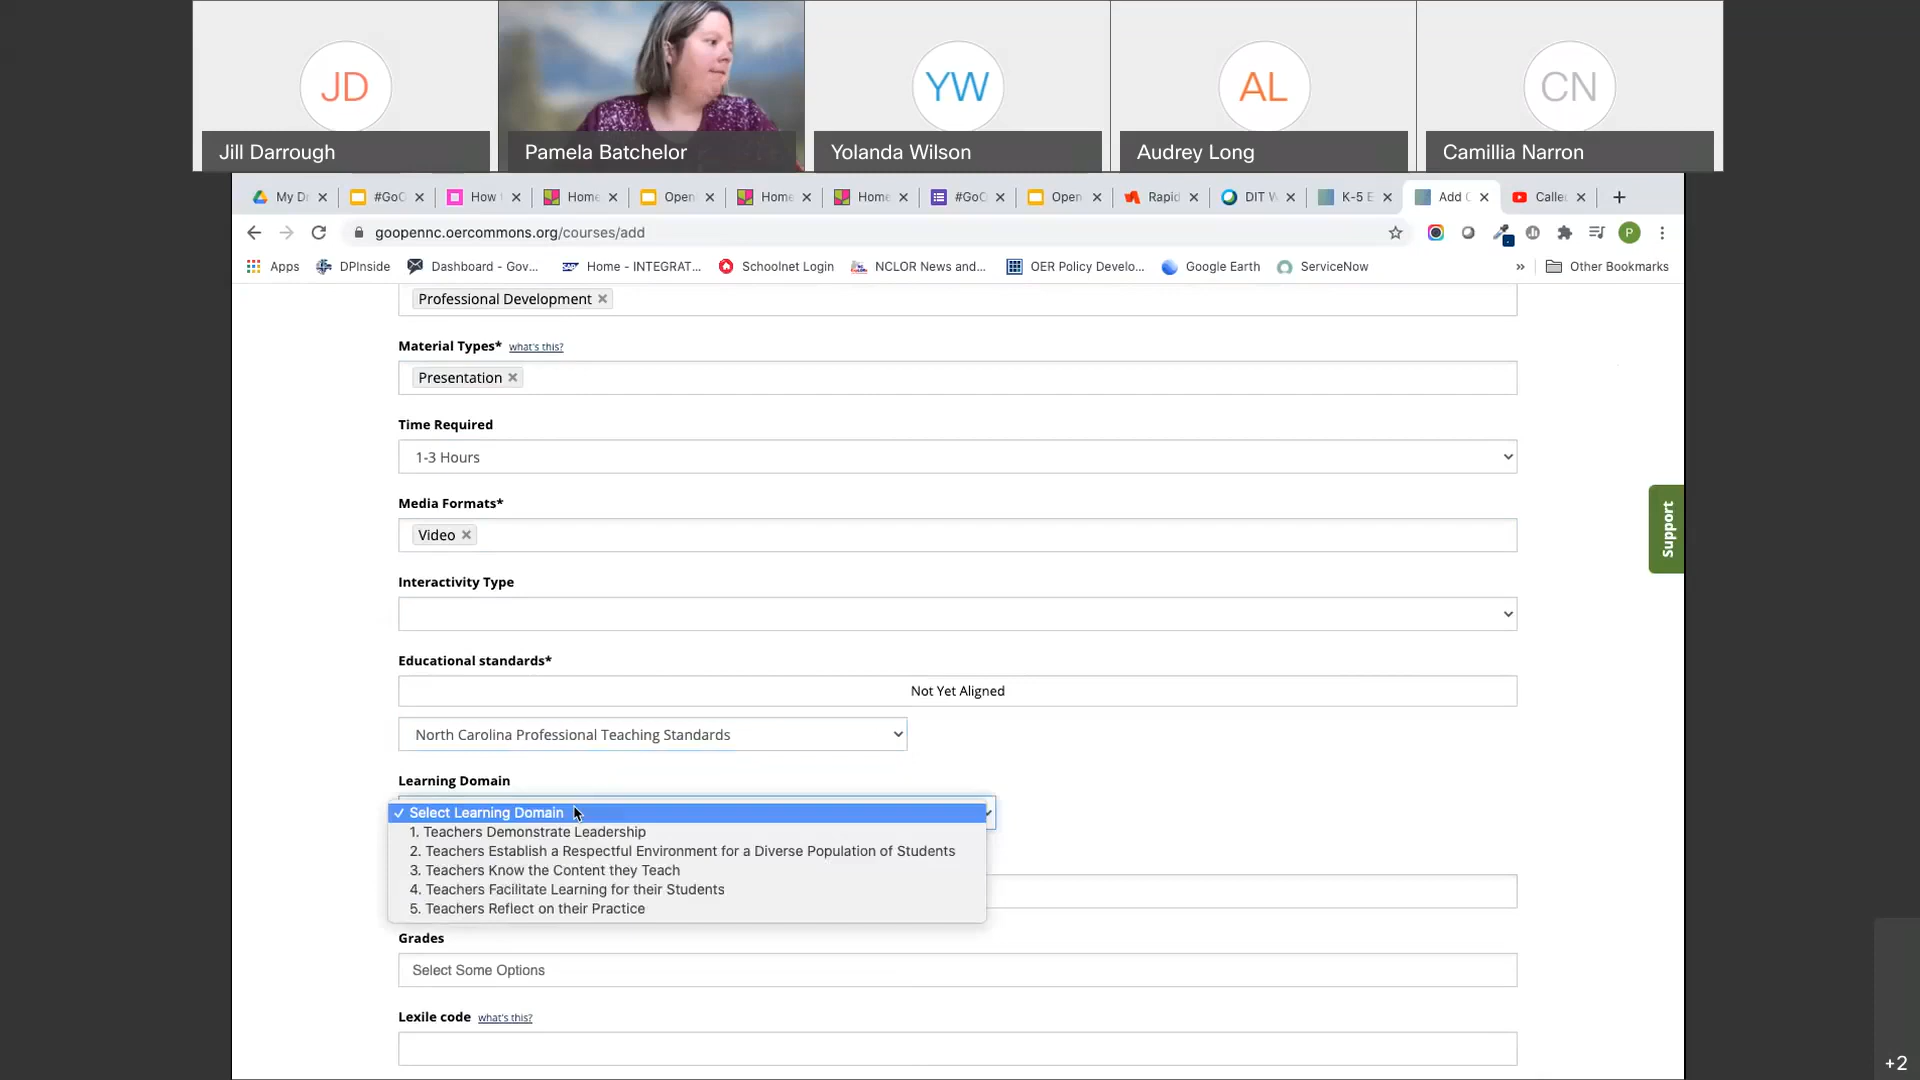 JD
YW
AL
CN
Jill Darrough
Pamela Batchelor
Yolanda Wilson
Audrey Long
Camillia Narron
My D
#GoO
How
Home
Open
Home
Home
#GoO
Open
Rapid
DIT W
K-5 E
Add C
Calle
goopennc.oercommons.org/courses/add
P
Apps
DPInside
Dashboard - Gov...
Home - INTEGRAT...
Schoolnet Login
NCLOR News and...
OER Policy Develo...
Google Earth
ServiceNow
»
Other Bookmarks
Professional Development ×
Material Types* what's this?
Presentation ×
Time Required
1-3 Hours
Media Formats*
Video ×
Interactivity Type
Educational standards*
Not Yet Aligned
North Carolina Professional Teaching Standards
Learning Domain
✓ Select Learning Domain
1. Teachers Demonstrate Leadership
2. Teachers Establish a Respectful Environment for a Diverse Population of Students
3. Teachers Know the Content they Teach
4. Teachers Facilitate Learning for their Students
5. Teachers Reflect on their Practice
Grades
Select Some Options
Lexile code what's this?
Support
+2